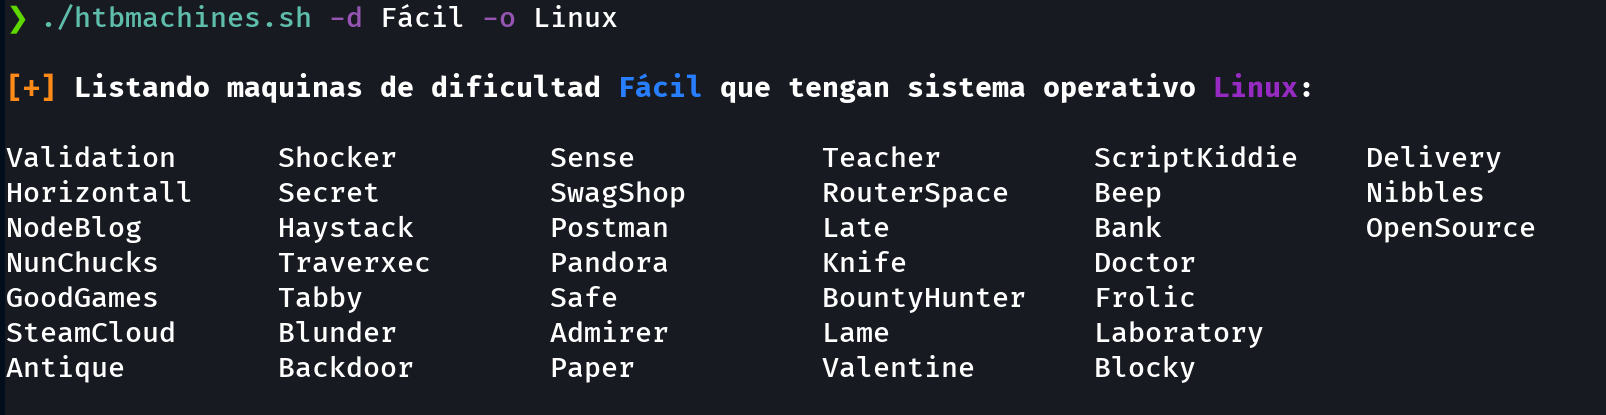 ❯ ./htbmachines.sh -d Fácil -o Linux
[+] Listando maquinas de dificultad Fácil que tengan sistema operativo Linux:
Validation Shocker Sense Teacher ScriptKiddie Delivery
Horizontall Secret SwagShop RouterSpace Beep Nibbles
NodeBlog Haystack Postman Late Bank OpenSource
NunChucks Traverxec Pandora Knife Doctor
GoodGames Tabby Safe BountyHunter Frolic
SteamCloud Blunder Admirer Lame Laboratory
Antique Backdoor Paper Valentine Blocky